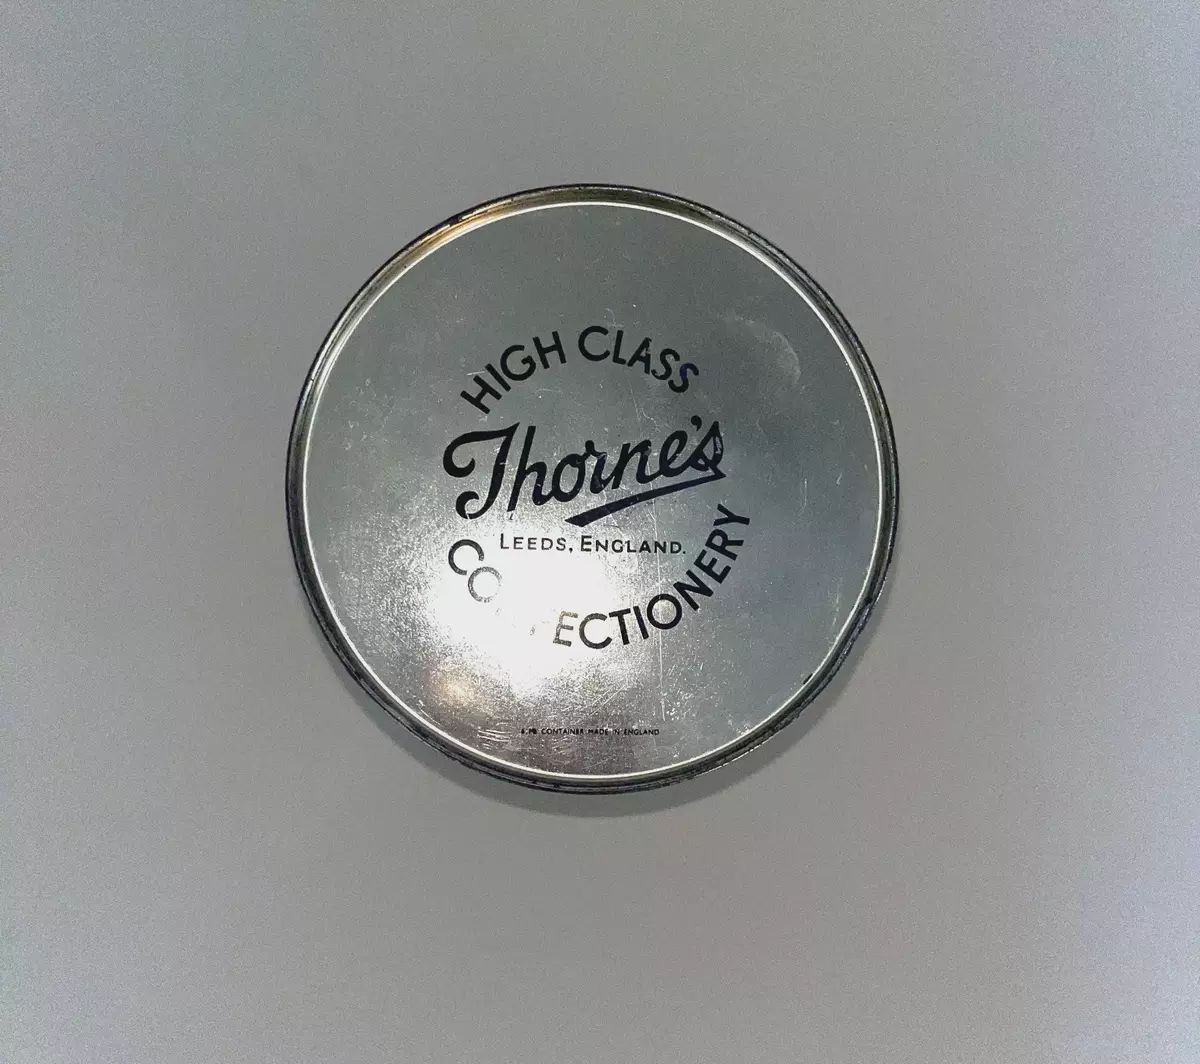 HIGH CLASS
Thorne's
LEEDS, ENGLAND.
CONFECTIONERY
CONTAINER MADE IN ENGLAND